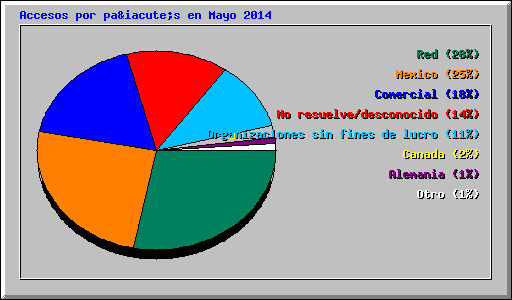 Accesos por pa&iacute;s en Mayo 2014
Red (28%)
Mexico (25%)
Comercial (18%)
No resuelve/desconocido (14%)
Organizaciones sin fines de lucro (11%)
Canada (2%)
Alemania (1%)
Otro (1%)